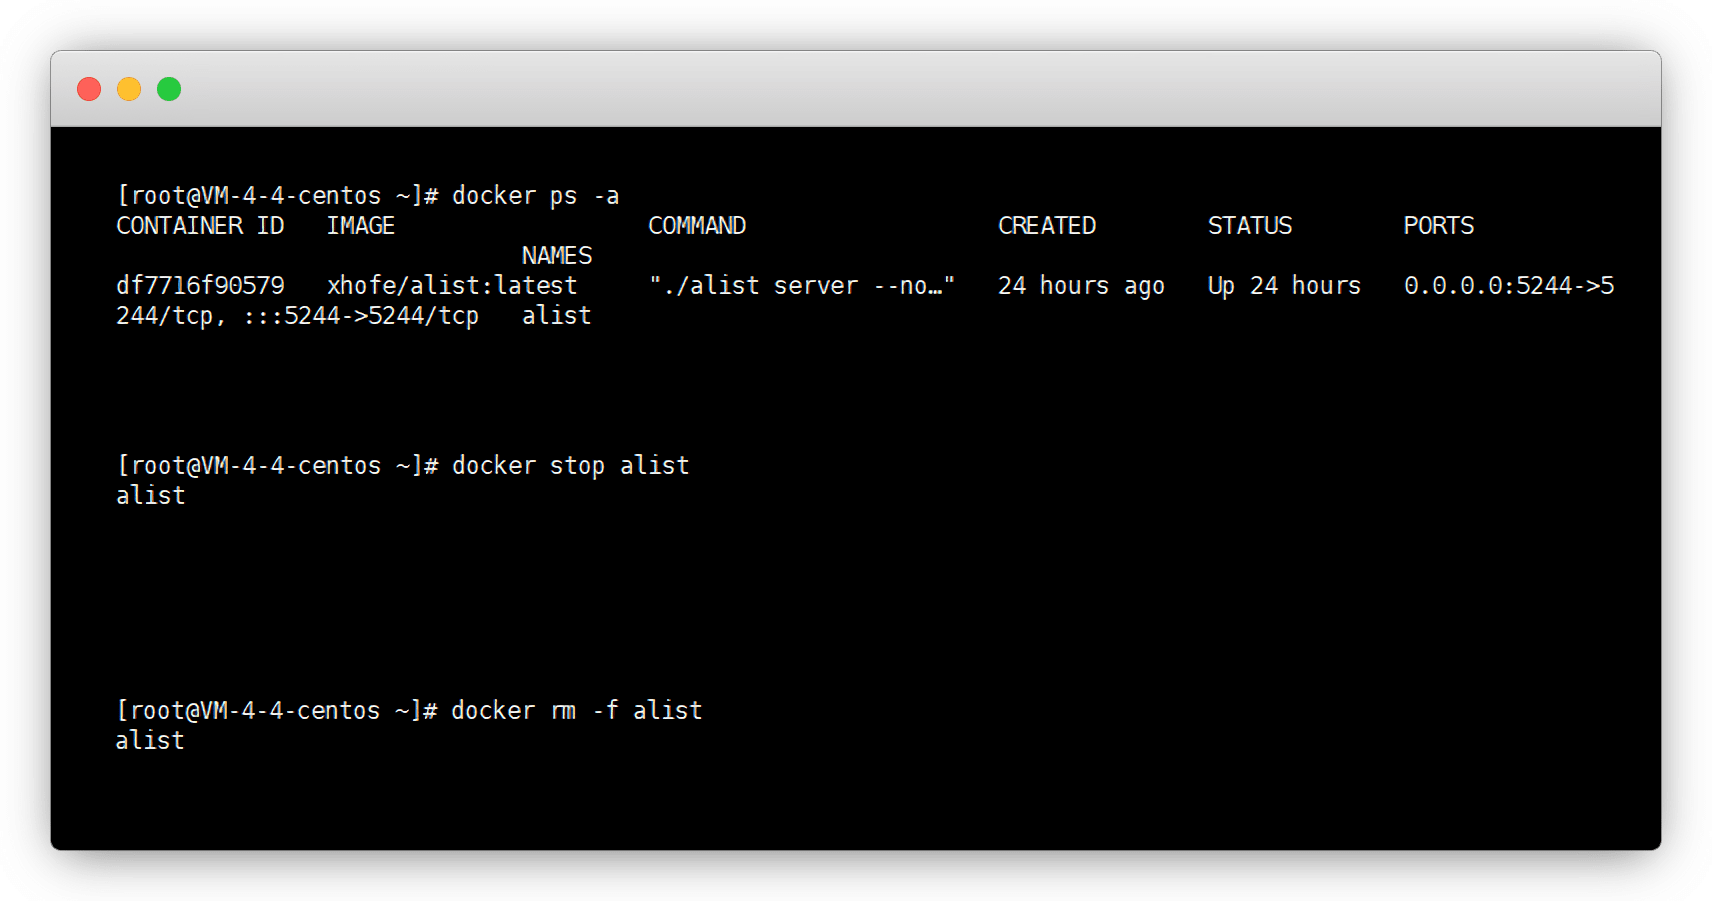 [root@VM-4-4-centos ~]# docker ps -a
CONTAINER ID   IMAGE                  COMMAND                  CREATED        STATUS        PORTS
                             NAMES
df7716f90579   xhofe/alist:latest     "./alist server --no…"   24 hours ago   Up 24 hours   0.0.0.0:5244->5
244/tcp, :::5244->5244/tcp   alist
[root@VM-4-4-centos ~]# docker stop alist
alist
[root@VM-4-4-centos ~]# docker rm -f alist
alist